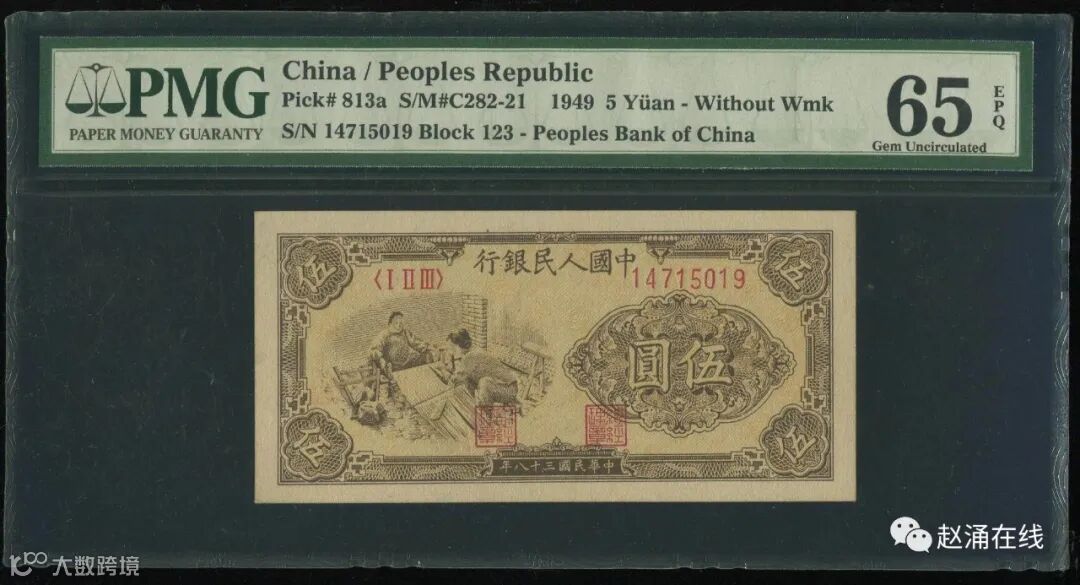 PMG
PAPER MONEY GUARANTY
China / Peoples Republic
Pick# 813a S/M#C282-21 1949 5 Yüan - Without Wmk
S/N 14715019 Block 123 - Peoples Bank of China
65
EPQ
Gem Uncirculated
行銀民人國中
〈Ⅰ Ⅱ Ⅲ〉
14715019
伍
伍
圓伍
伍
伍
年八十三國民華中
赵涌在线
大数跨境